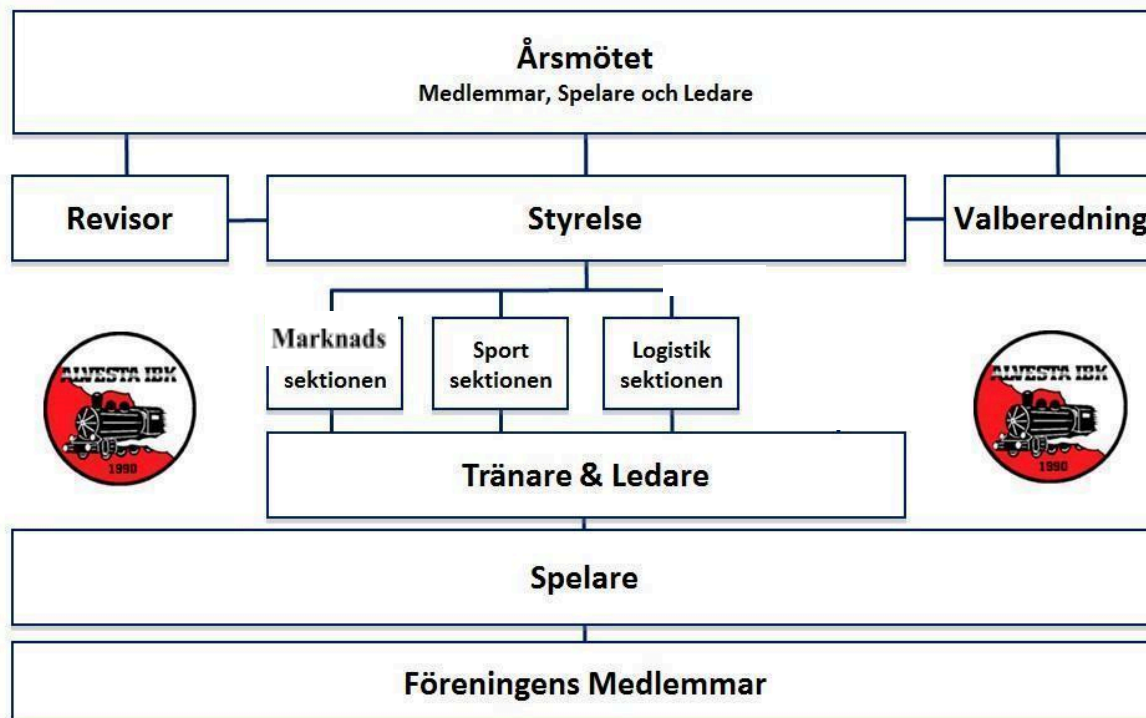 Årsmötet
Medlemmar, Spelare och Ledare
Revisor
Styrelse
Valberedning
Marknads
sektionen
Sport
sektionen
Logistik
sektionen
ALVESTA IBK
1990
ALVESTA IBK
1990
Tränare & Ledare
Spelare
Föreningens Medlemmar